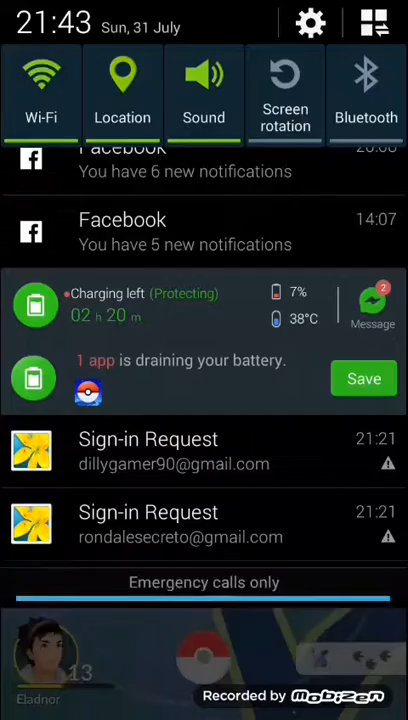 21:43 Sun, 31 July
Wi-Fi
Location
Sound
Screen
rotation
Bluetooth
Facebook 20:08
You have 6 new notifications
Facebook 14:07
You have 5 new notifications
Charging left (Protecting)
02 h 20 m
7%
38°C
2
Message
1 app is draining your battery.
Save
Sign-in Request 21:21
dillygamer90@gmail.com
Sign-in Request 21:21
rondalesecreto@gmail.com
Emergency calls only
13
Eladnor
Recorded by mobizen